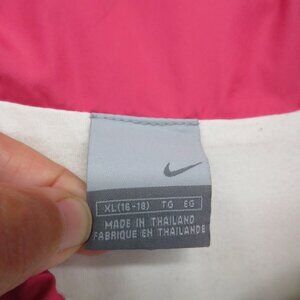 XL(16-18) TG EG
MADE IN THAILAND
FABRIQUE EN THAILANDE